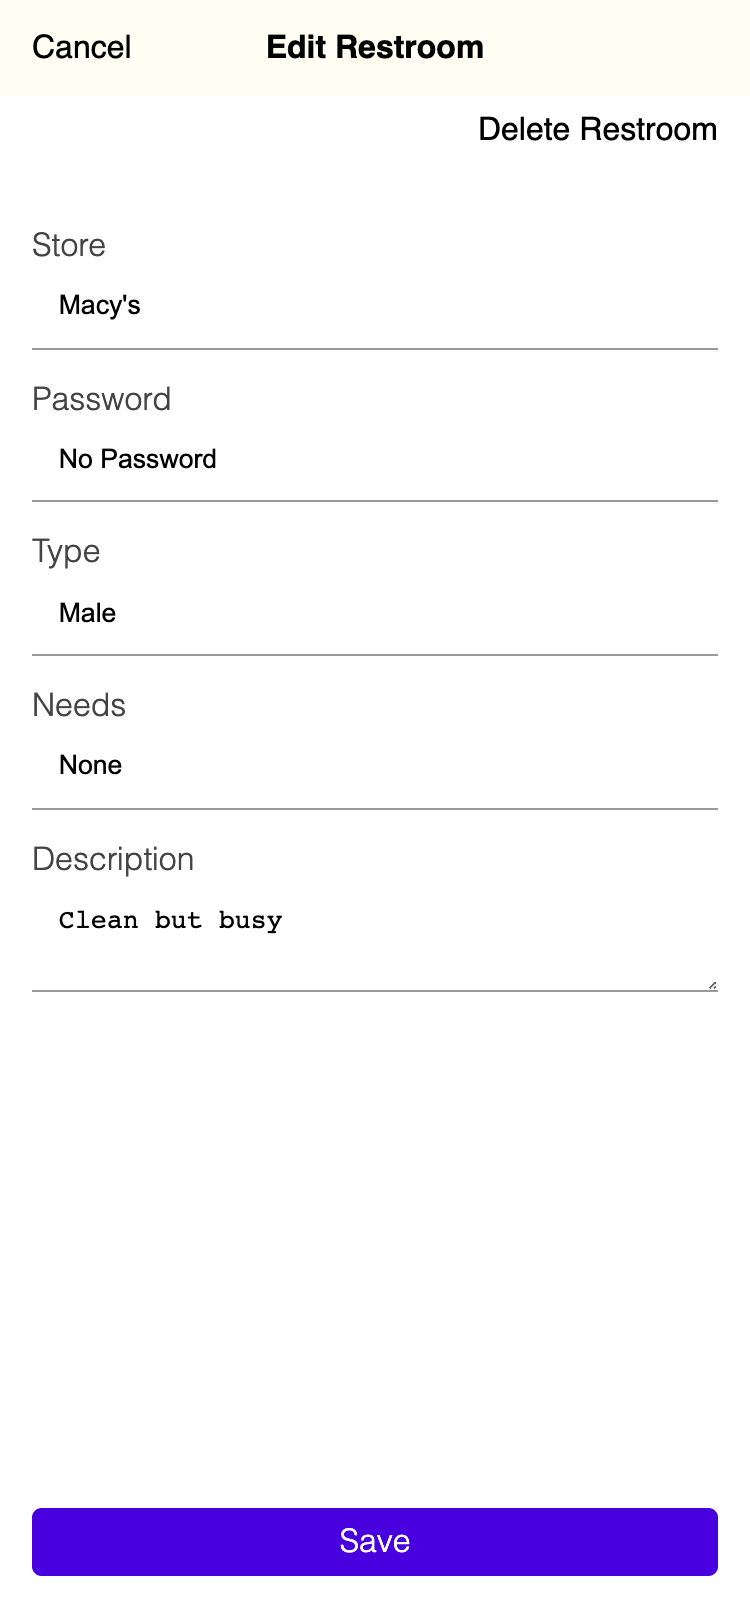 Cancel Edit Restroom
Delete Restroom
Store
Macy's
Password
No Password
Type
Male
Needs
None
Description
Clean but busy
Save